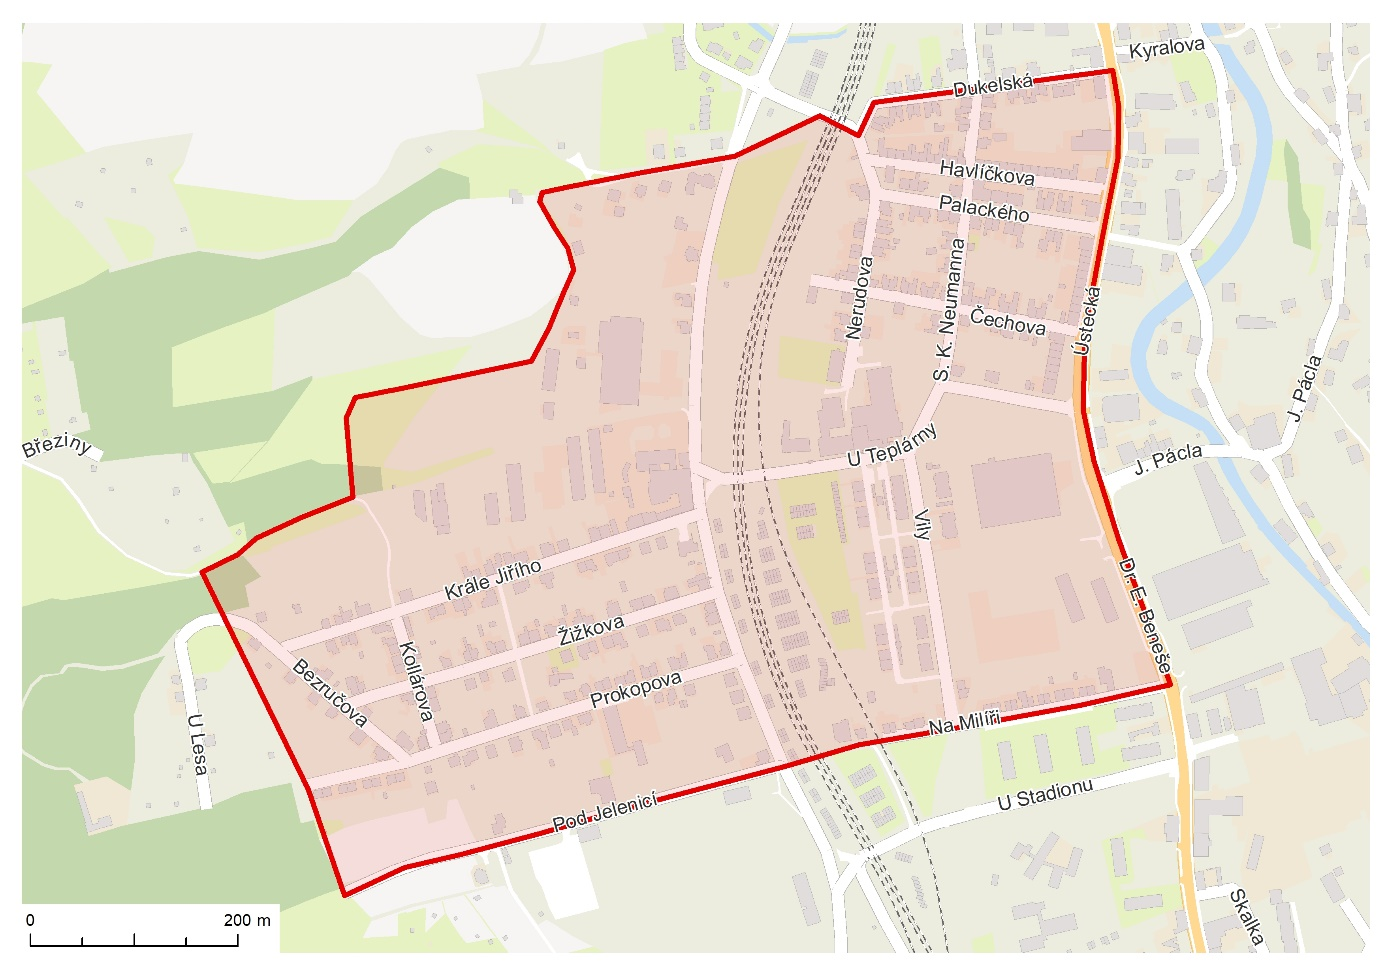 Kyralova
Dukelská
Havlíčkova
Palackého
Nerudova
S. K. Neumanna
Čechova
Ústecká
J. Pácla
Březiny
U Teplárny
J. Pácla
Vily
Krále Jiřího
Žižkova
Dr. E. Beneše
Kollárova
Bezručova
Prokopova
U Lesa
Na Milíři
Pod Jelenicí
U Stadionu
Skalka
0 200 m